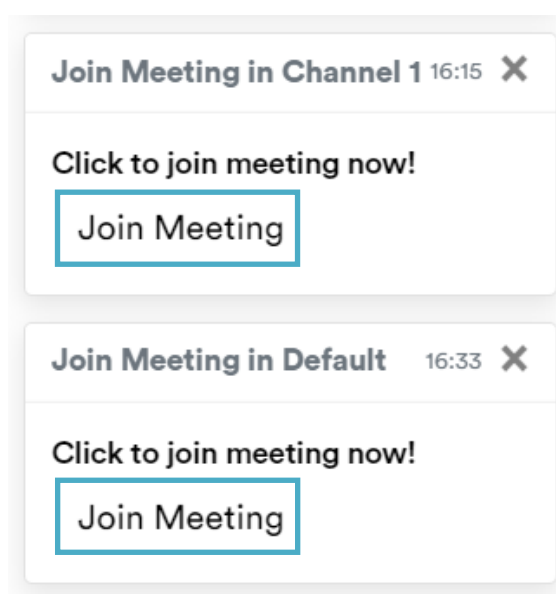 Join Meeting in Channel 1 16:15
Click to join meeting now!
Join Meeting
Join Meeting in Default 16:33
Click to join meeting now!
Join Meeting